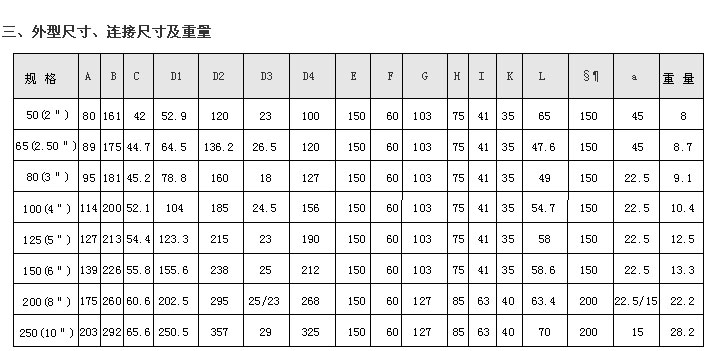 三、外型尺寸、连接尺寸及重量
规 格 A B C D1 D2 D3 D4 E F G H I K L §¶ a 重 量
50(2") 80 161 42 52.9 120 23 100 150 60 103 75 41 35 65 150 45 8
65(2.50") 89 175 44.7 64.5 136.2 26.5 120 150 60 103 75 41 35 47.6 150 45 8.7
80(3") 95 181 45.2 78.8 160 18 127 150 60 103 75 41 35 49 150 22.5 9.1
100(4") 114 200 52.1 104 185 24.5 156 150 60 103 75 41 35 54.7 150 22.5 10.4
125(5") 127 213 54.4 123.3 215 23 190 150 60 103 75 41 35 58 150 22.5 12.5
150(6") 139 226 55.8 155.6 238 25 212 150 60 103 75 41 35 58.6 150 22.5 13.3
200(8") 175 260 60.6 202.5 295 25/23 268 150 60 127 85 63 40 63.4 200 22.5/15 22.2
250(10") 203 292 65.6 250.5 357 29 325 150 60 127 85 63 40 70 200 15 28.2